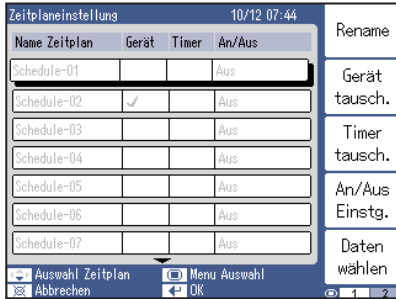 Zeitplaneinstellung 10/12 07:44
Name Zeitplan Gerät Timer An/Aus
Schedule-01 Aus
Schedule-02 Aus
Schedule-03 Aus
Schedule-04 Aus
Schedule-05 Aus
Schedule-06 Aus
Schedule-07 Aus
Auswahl Zeitplan Menu Auswahl
Abbrechen OK
Rename
Gerät
tausch.
Timer
tausch.
An/Aus
Einstg.
Daten
wählen
1 2